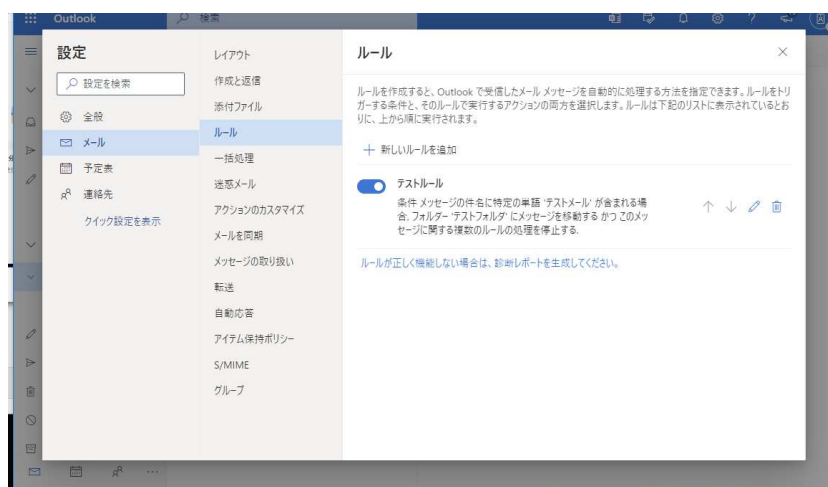 Outlook
検索
設定
設定を検索
全般
メール
予定表
連絡先
クイック設定を表示
レイアウト
作成と返信
添付ファイル
ルール
一括処理
迷惑メール
アクションのカスタマイズ
メールを同期
メッセージの取り扱い
転送
自動応答
アイテム保持ポリシー
S/MIME
グループ
ルール
ルールを作成すると、Outlook で受信したメール メッセージを自動的に処理する方法を指定できます。ルールをトリ
ガーする条件と、そのルールで実行するアクションの両方を選択します。ルールは下記のリストに表示されているとお
りに、上から順に実行されます。
新しいルールを追加
テストルール
条件 メッセージの件名に特定の単語 'テストメール' が含まれる場
合, フォルダー 'テストフォルダ' にメッセージを移動する かつ このメッ
セージに関する複数のルールの処理を停止する.
ルールが正しく機能しない場合は、診断レポートを生成してください。